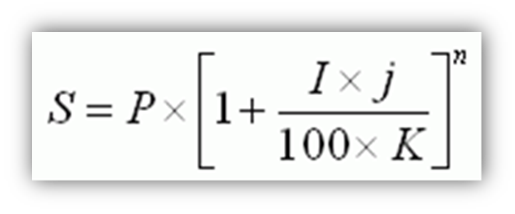 S = P × [1 + (I × j) / (100 × K)]ⁿ